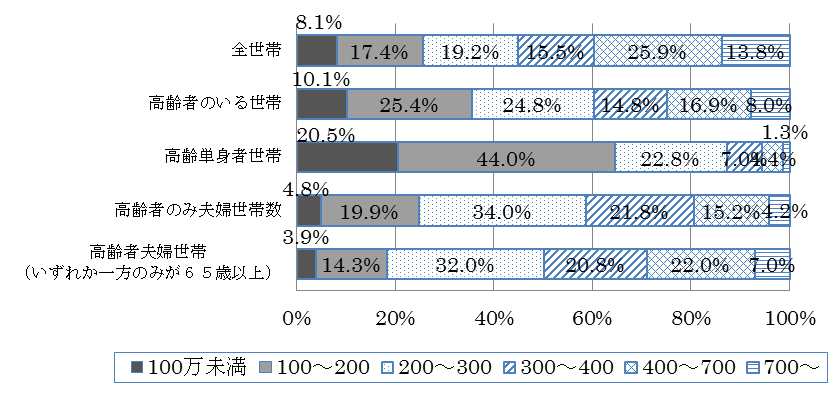 8.1%
全世帯 17.4% 19.2% 15.5% 25.9% 13.8%
10.1%
高齢者のいる世帯 25.4% 24.8% 14.8% 16.9% 8.0%
20.5% 1.3%
高齢単身者世帯 44.0% 22.8% 7.0% 4.4%
4.8%
高齢者のみ夫婦世帯数 19.9% 34.0% 21.8% 15.2% 4.2%
3.9%
高齢者夫婦世帯
（いずれか一方のみが６５歳以上） 14.3% 32.0% 20.8% 22.0% 7.0%
0% 20% 40% 60% 80% 100%
100万未満 100～200 200～300 300～400 400～700 700～